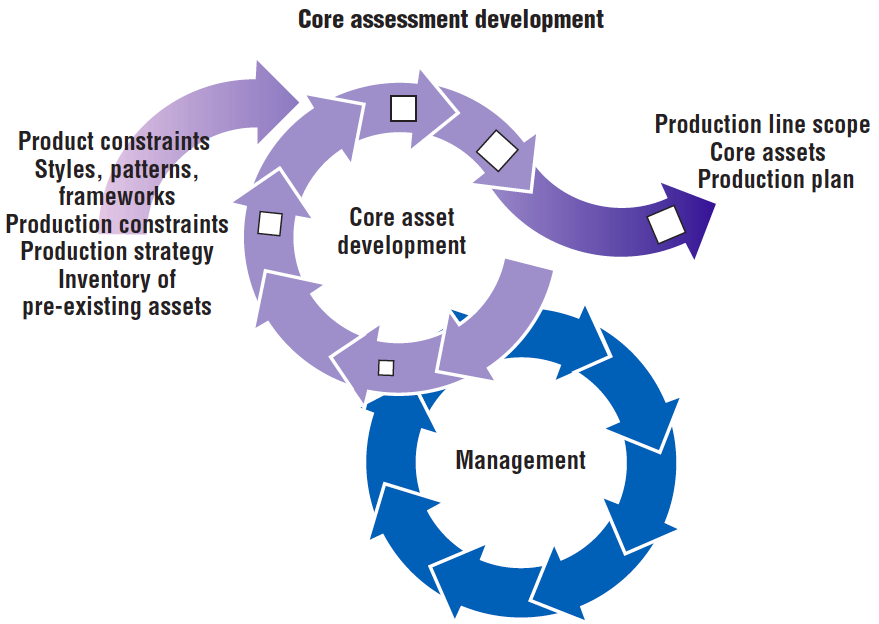 Core assessment development
Product constraints
Styles, patterns,
frameworks
Production constraints
Production strategy
Inventory of
pre-existing assets
Core asset
development
Production line scope
Core assets
Production plan
Management